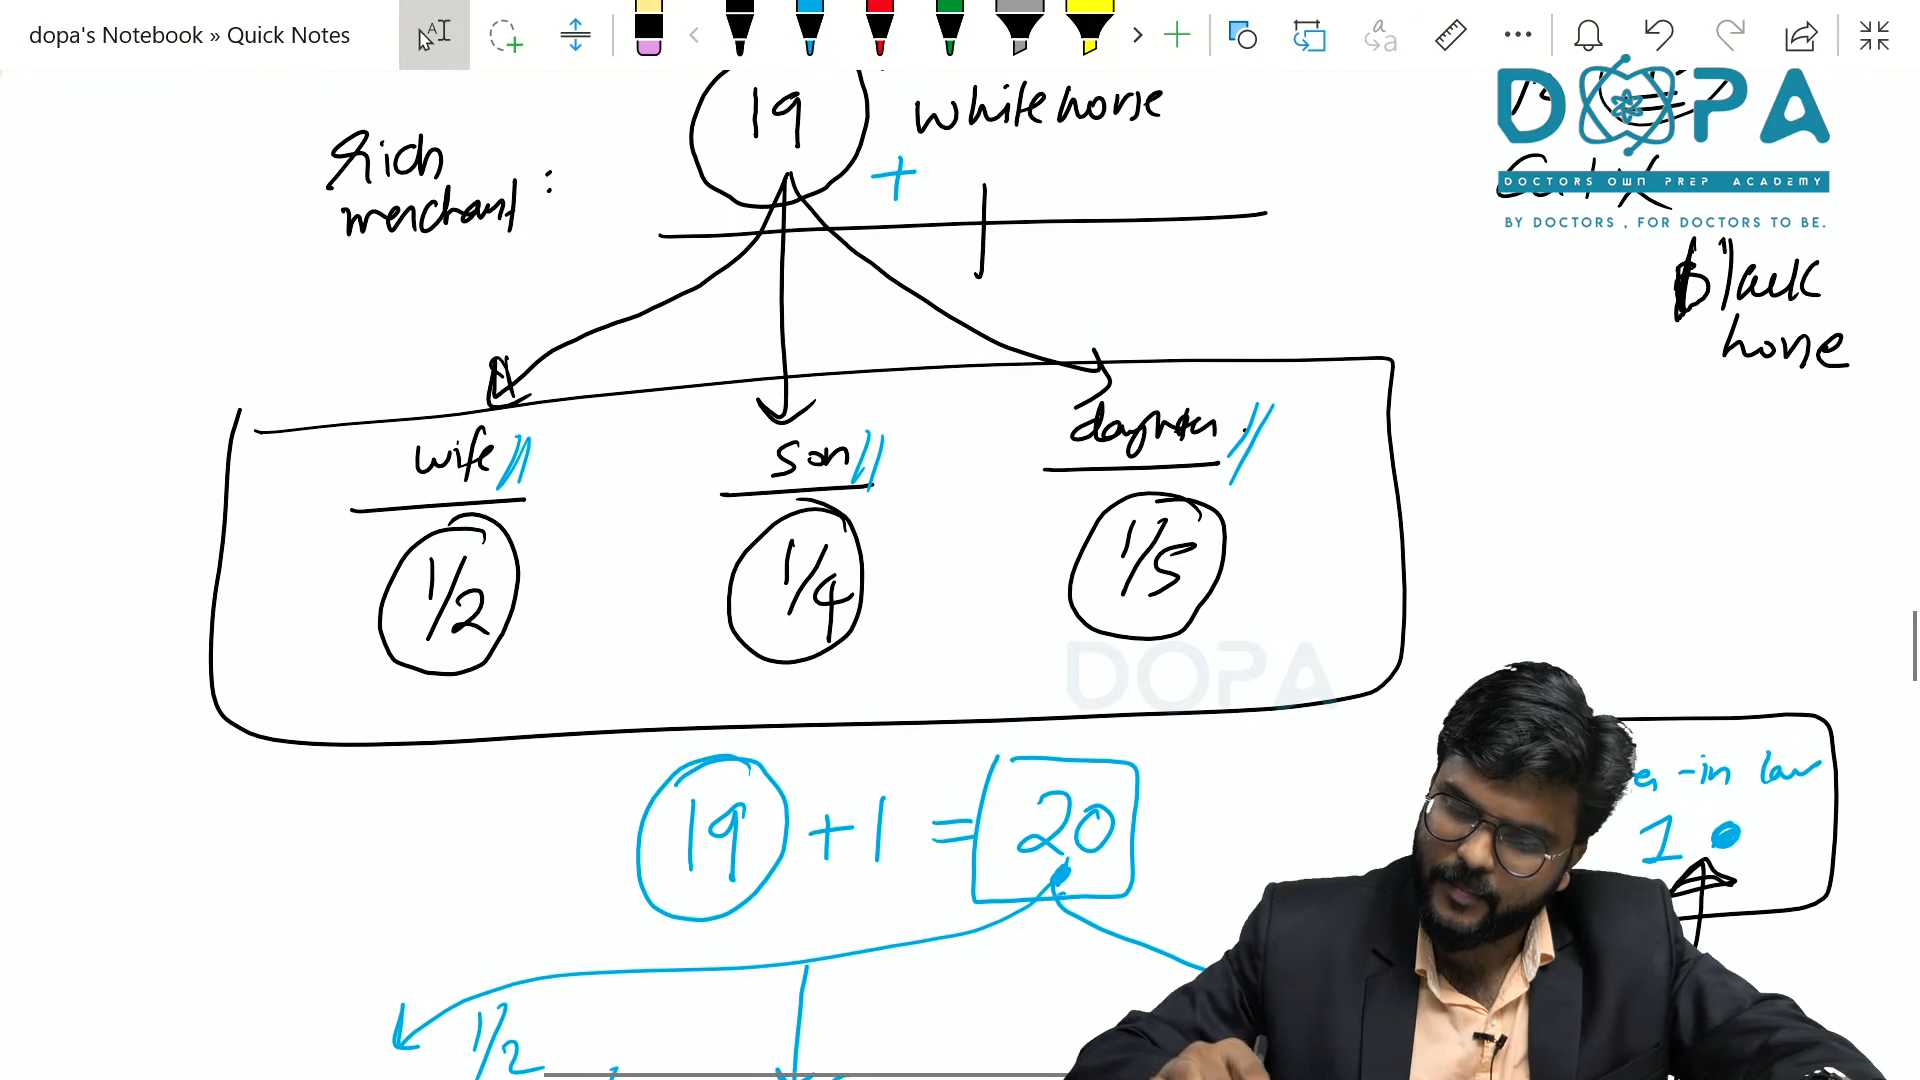 dopa's Notebook » Quick Notes
19
white horse
+
Rich
merchant :
DOPA
DOCTORS OWN PREP ACADEMY
BY DOCTORS , FOR DOCTORS TO BE.
Black
horse
wife
son
daughter
1/2
1/4
1/5
DOPA
19 + 1 = 20
-in law
1
1/2